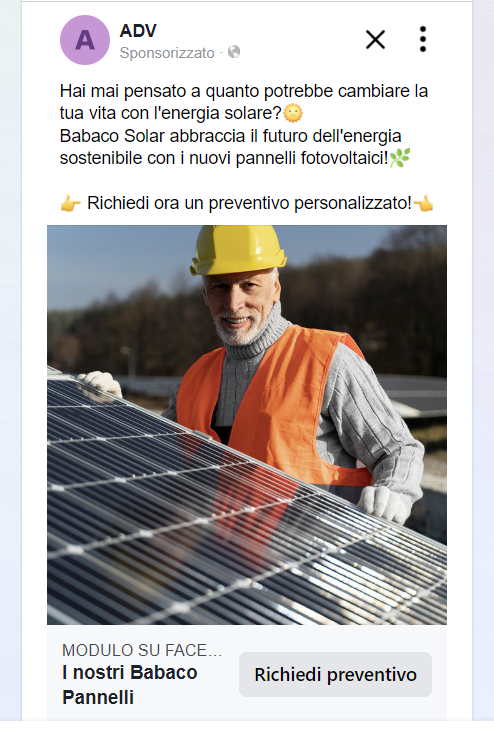 A
ADV
Sponsorizzato ·
Hai mai pensato a quanto potrebbe cambiare la
tua vita con l'energia solare?🌝
Babaco Solar abbraccia il futuro dell'energia
sostenibile con i nuovi pannelli fotovoltaici!🌿
👉 Richiedi ora un preventivo personalizzato!👈
MODULO SU FACE...
I nostri Babaco
Pannelli
Richiedi preventivo